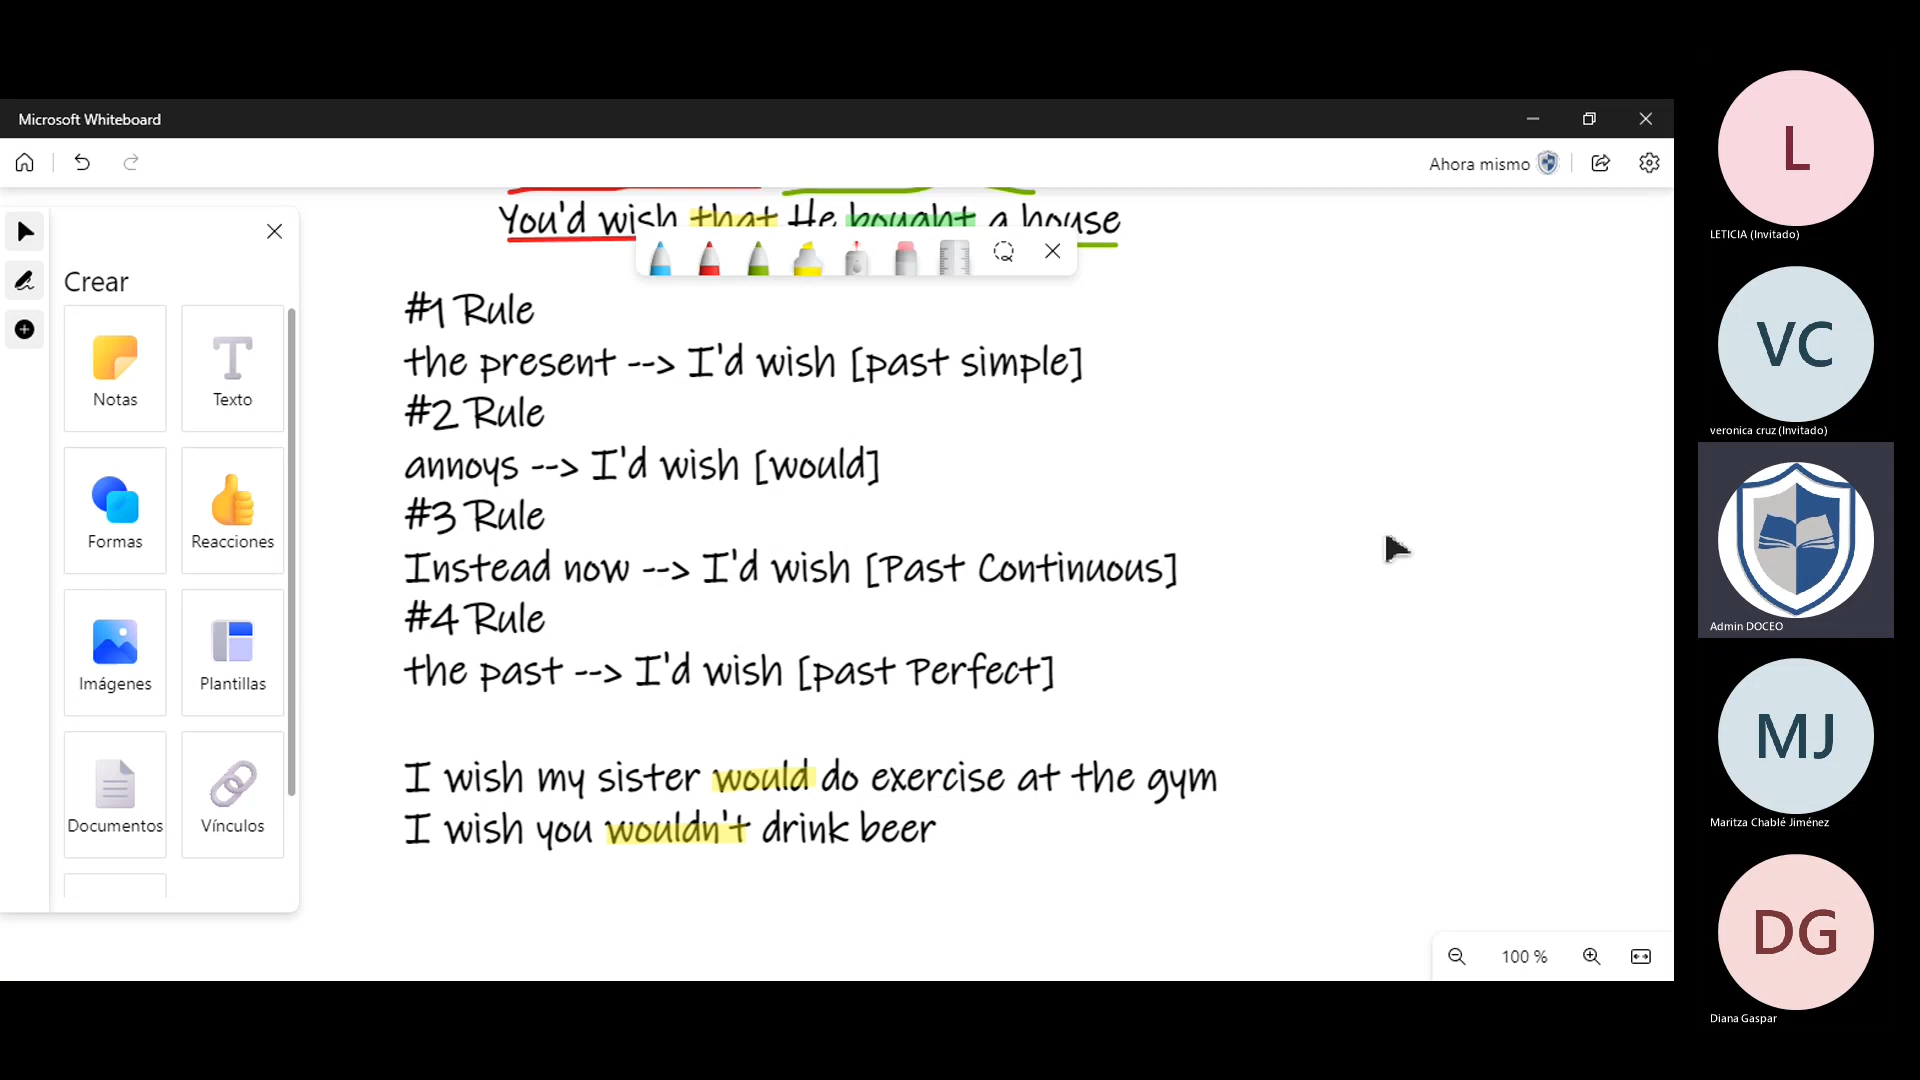 Microsoft Whiteboard
Ahora mismo
Crear
Notas
Texto
Formas
Reacciones
Imágenes
Plantillas
Documentos
Vínculos
You'd wish that He bought a house
#1 Rule
the present --> I'd wish [past simple]
#2 Rule
annoys --> I'd wish [would]
#3 Rule
Instead now --> I'd wish [Past Continuous]
#4 Rule
the past --> I'd wish [past Perfect]
I wish my sister would do exercise at the gym
I wish you wouldn't drink beer
100 %
L
LETICIA (Invitado)
VC
veronica cruz (Invitado)
Admin DOCEO
MJ
Maritza Chablé Jiménez
DG
Diana Gaspar